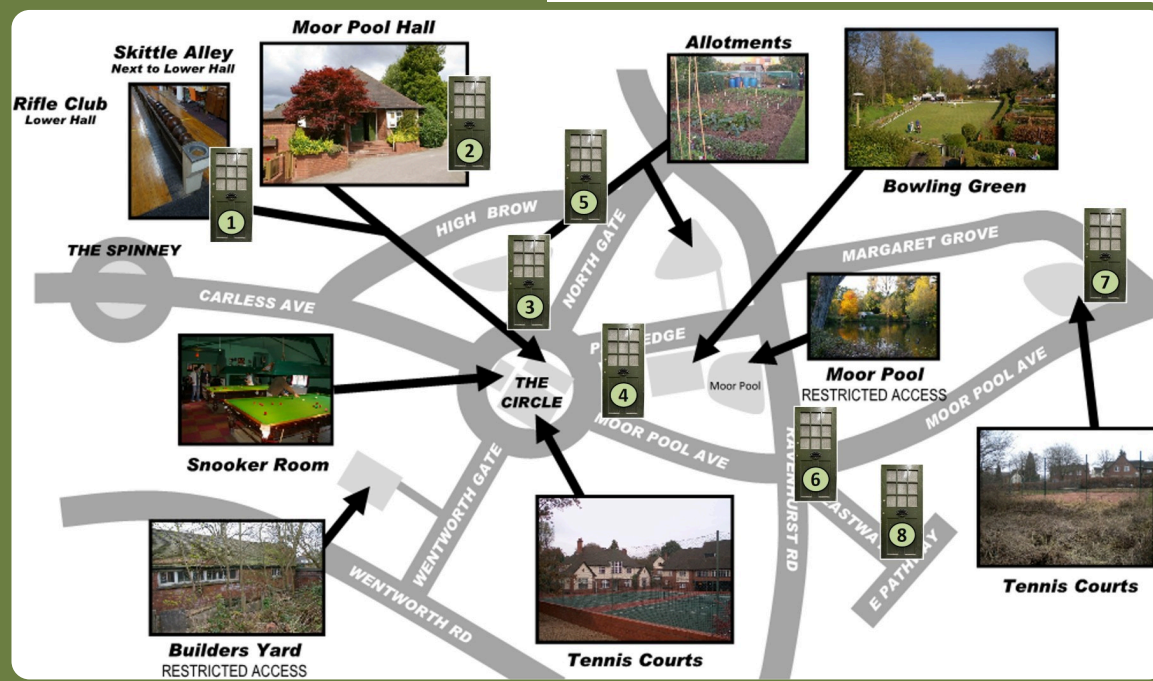 Moor Pool Hall
Skittle Alley
Next to Lower Hall
Rifle Club
Lower Hall
Allotments
Bowling Green
1
2
3
4
5
6
7
8
THE SPINNEY
HIGH BROW
NORTH GATE
MARGARET GROVE
CARLESS AVE
THE
CIRCLE
Moor Pool
Moor Pool
RESTRICTED ACCESS
MOOR POOL AVE
MOOR POOL AVE
RAVENHURST RD
Snooker Room
WENTWORTH GATE
WENTWORTH RD
E PATHWAY
Builders Yard
RESTRICTED ACCESS
Tennis Courts
Tennis Courts